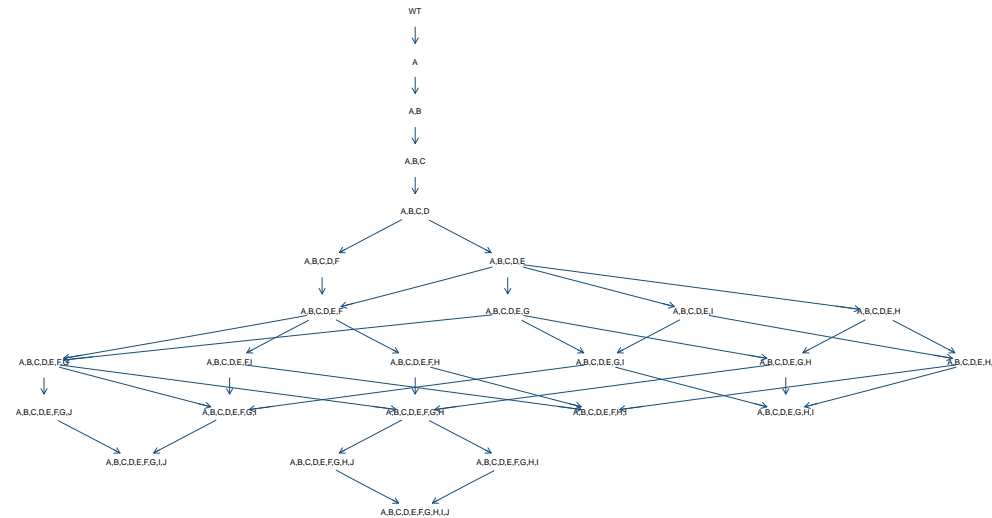 WT
A
A,B
A,B,C
A,B,C,D
A,B,C,D,F
A,B,C,D,E
A,B,C,D,E,F
A,B,C,D,E,G
A,B,C,D,E,I
A,B,C,D,E,H
A,B,C,D,E,F,G
A,B,C,D,E,F,I
A,B,C,D,E,F,H
A,B,C,D,E,G,I
A,B,C,D,E,G,H
A,B,C,D,E,H,
A,B,C,D,E,F,G,J
A,B,C,D,E,F,G,I
A,B,C,D,E,F,G,H
A,B,C,D,E,F,H,I
A,B,C,D,E,G,H,I
A,B,C,D,E,F,G,I,J
A,B,C,D,E,F,G,H,J
A,B,C,D,E,F,G,H,I
A,B,C,D,E,F,G,H,I,J